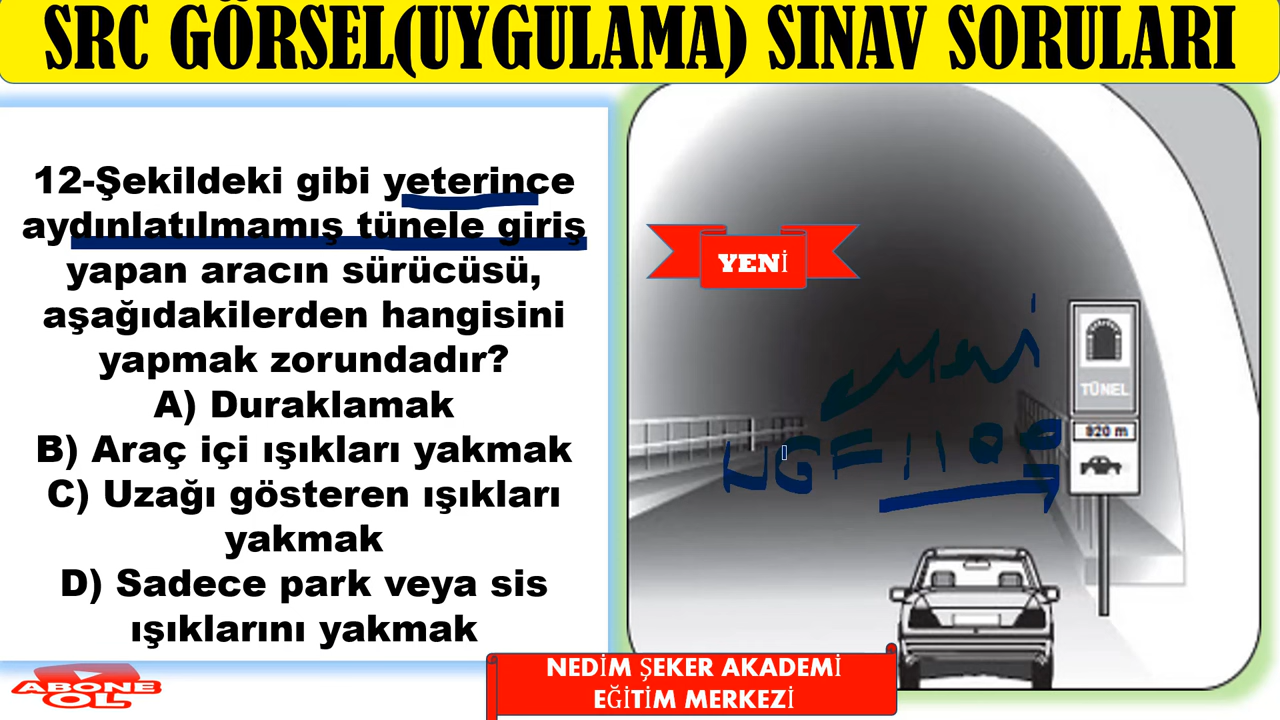 SRC GÖRSEL(UYGULAMA) SINAV SORULARI
12-Şekildeki gibi yeterince
aydınlatılmamış tünele giriş
yapan aracın sürücüsü,
aşağıdakilerden hangisini
yapmak zorundadır?
A) Duraklamak
B) Araç içi ışıkları yakmak
C) Uzağı gösteren ışıkları
yakmak
D) Sadece park veya sis
ışıklarını yakmak
YENİ
TÜNEL
820 m
NEDİM ŞEKER AKADEMİ
EĞİTİM MERKEZİ
ABONE
OL